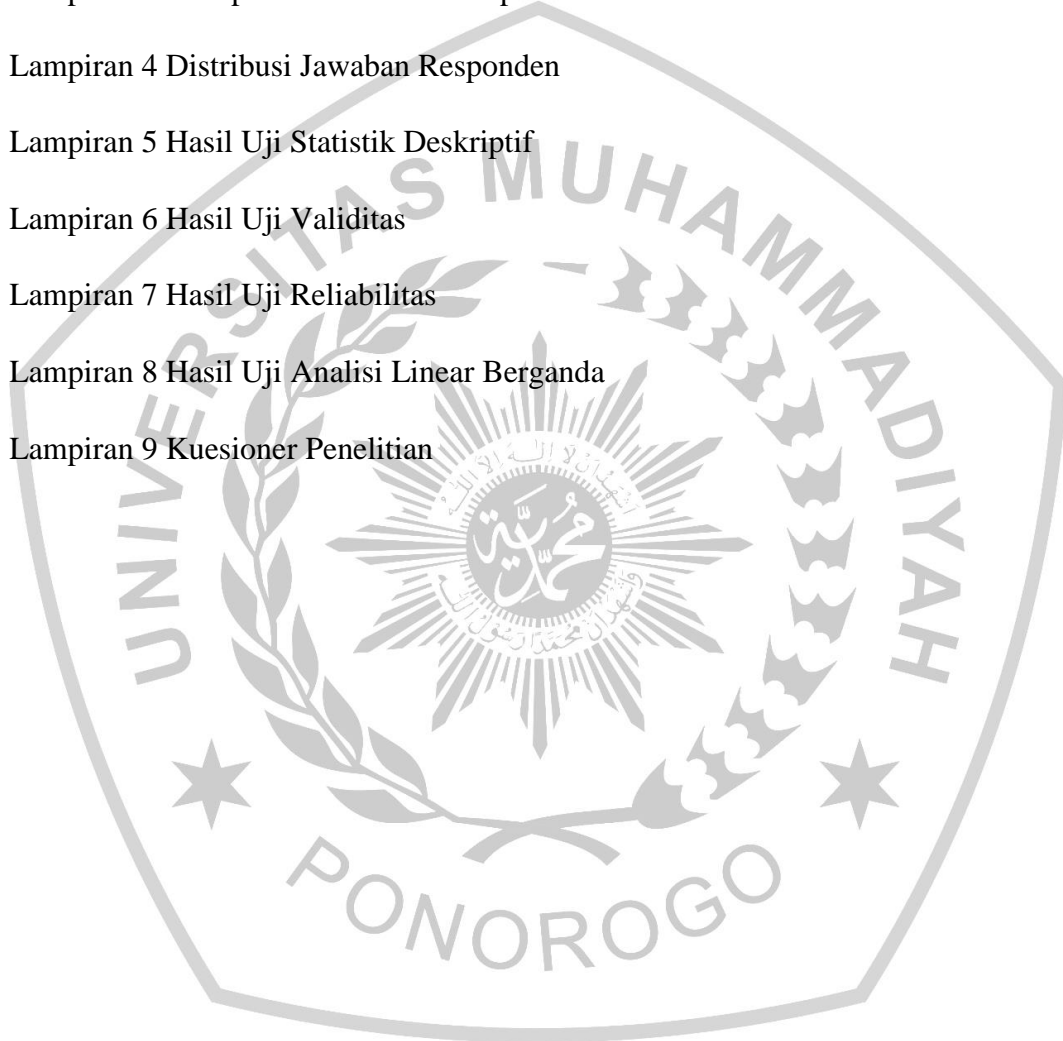 Lampiran 4 Distribusi Jawaban Responden
Lampiran 5 Hasil Uji Statistik Deskriptif
Lampiran 6 Hasil Uji Validitas
Lampiran 7 Hasil Uji Reliabilitas
Lampiran 8 Hasil Uji Analisi Linear Berganda
Lampiran 9 Kuesioner Penelitian
UNIVERSITAS MUHAMMADIYAH
PONOROGO
محمدية